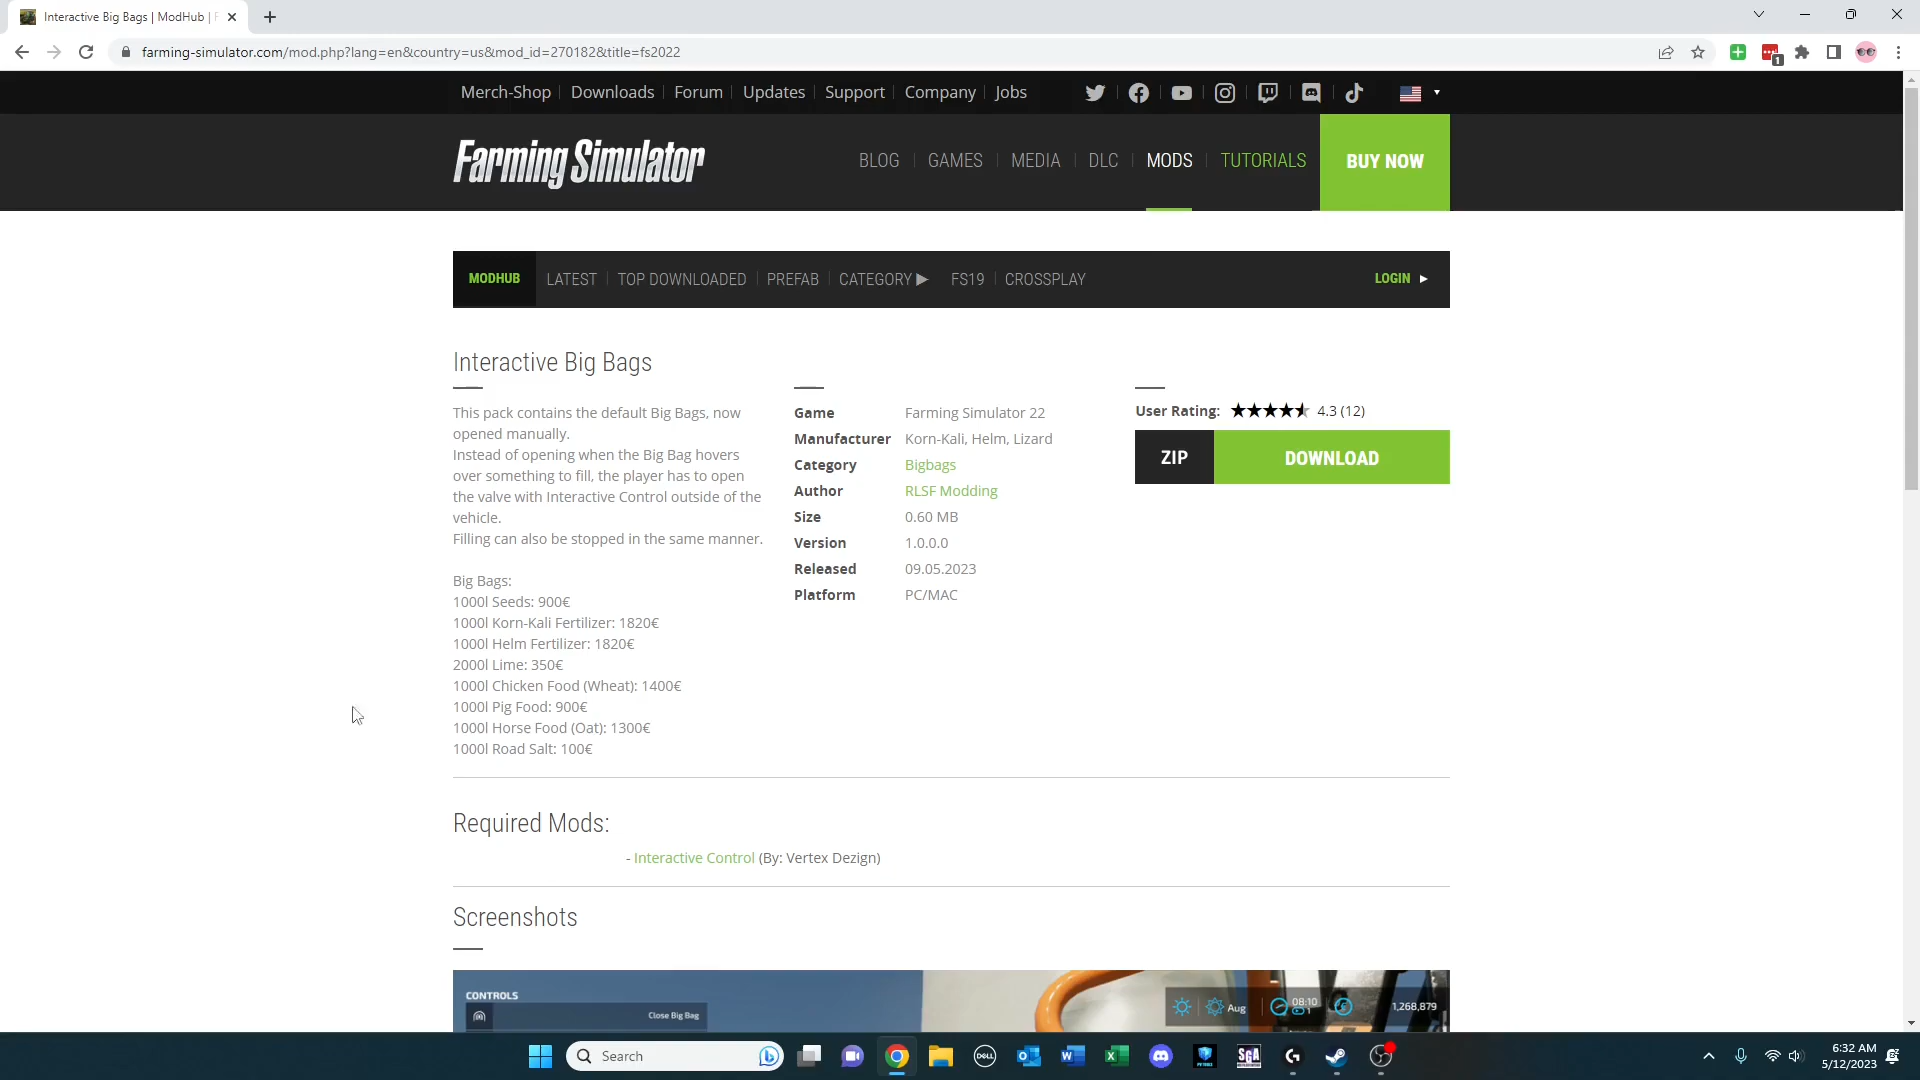 Interactive Big Bags | ModHub | F
farming-simulator.com/mod.php?lang=en&country=us&mod_id=270182&title=fs2022
1
Merch-Shop Downloads Forum Updates Support Company Jobs
Farming Simulator
BLOG GAMES MEDIA DLC MODS TUTORIALS BUY NOW
MODHUB LATEST TOP DOWNLOADED PREFAB CATEGORY ▶ FS19 CROSSPLAY LOGIN ▶
Interactive Big Bags
This pack contains the default Big Bags, now
opened manually.
Instead of opening when the Big Bag hovers
over something to fill, the player has to open
the valve with Interactive Control outside of the
vehicle.
Filling can also be stopped in the same manner.
Big Bags:
1000l Seeds: 900€
1000l Korn-Kali Fertilizer: 1820€
1000l Helm Fertilizer: 1820€
2000l Lime: 350€
1000l Chicken Food (Wheat): 1400€
1000l Pig Food: 900€
1000l Horse Food (Oat): 1300€
1000l Road Salt: 100€
Game Farming Simulator 22
Manufacturer Korn-Kali, Helm, Lizard
Category Bigbags
Author RLSF Modding
Size 0.60 MB
Version 1.0.0.0
Released 09.05.2023
Platform PC/MAC
User Rating: 4.3 (12)
ZIP DOWNLOAD
Required Mods:
- Interactive Control (By: Vertex Dezign)
Screenshots
CONTROLS
Close Big Bag
Aug 08:10 1 1,268,879
Search
DELL
SGA
6:32 AM
5/12/2023